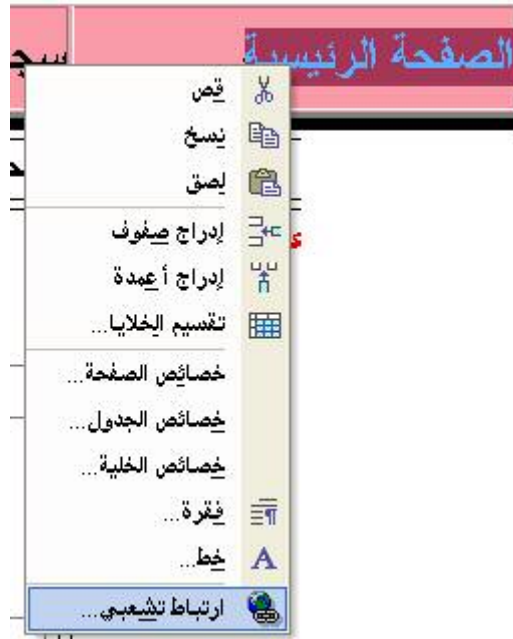 الصفحة الرئيسية
سج
قص
نسخ
لصق
إدراج صفوف
إدراج أعمدة
تقسيم الخلايا...
خصائص الصفحة...
خصائص الجدول...
خصائص الخلية...
فقرة...
خط...
ارتباط تشعبي...